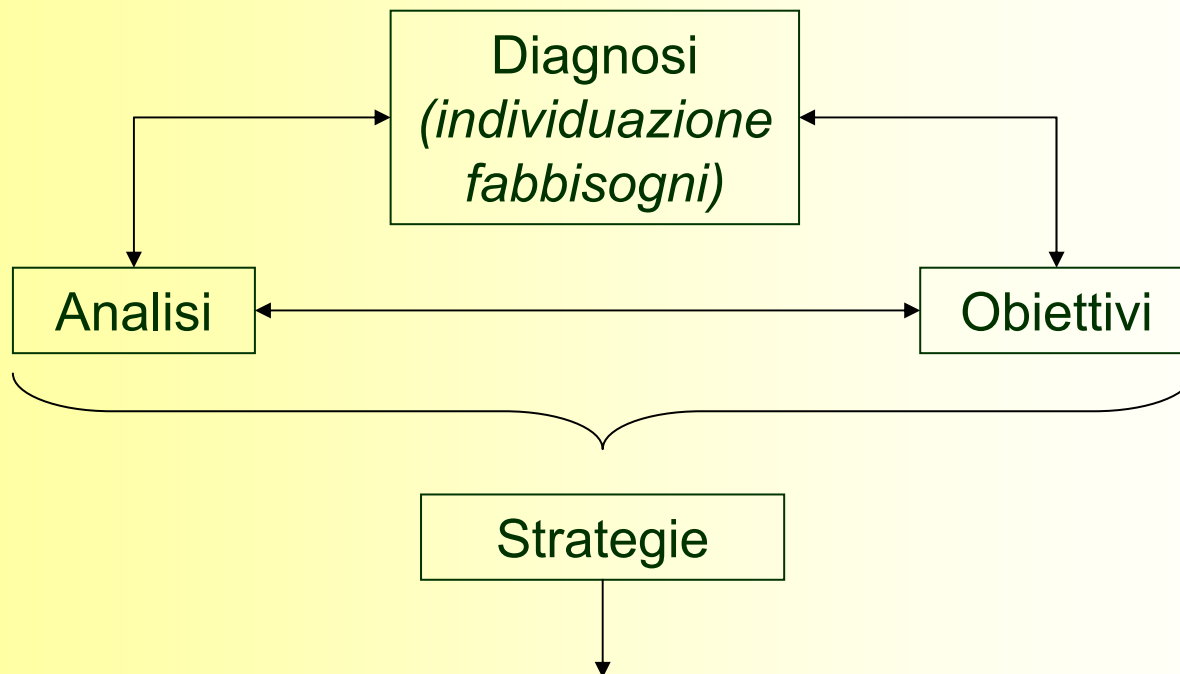 Diagnosi
(individuazione
fabbisogni)
Analisi
Obiettivi
Strategie